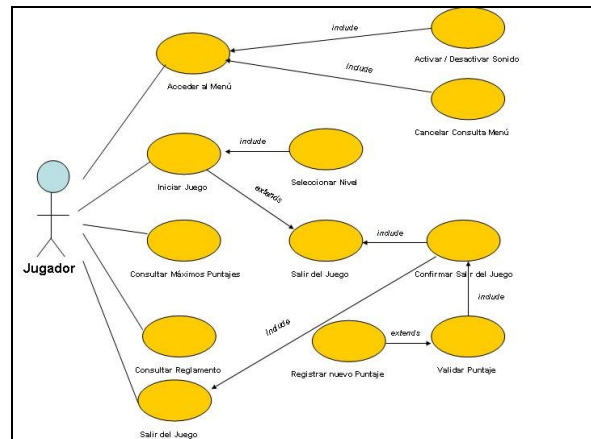 include
Activar / Desactivar Sonido
Acceder al Menú
include
Cancelar Consulta Menú
include
Iniciar Juego
Seleccionar Nivel
extends
include
Jugador
Consultar Máximos Puntajes
Salir del Juego
Confirmar Salir del Juego
include
include
extends
Consultar Reglamento
Registrar nuevo Puntaje
Validar Puntaje
Salir del Juego